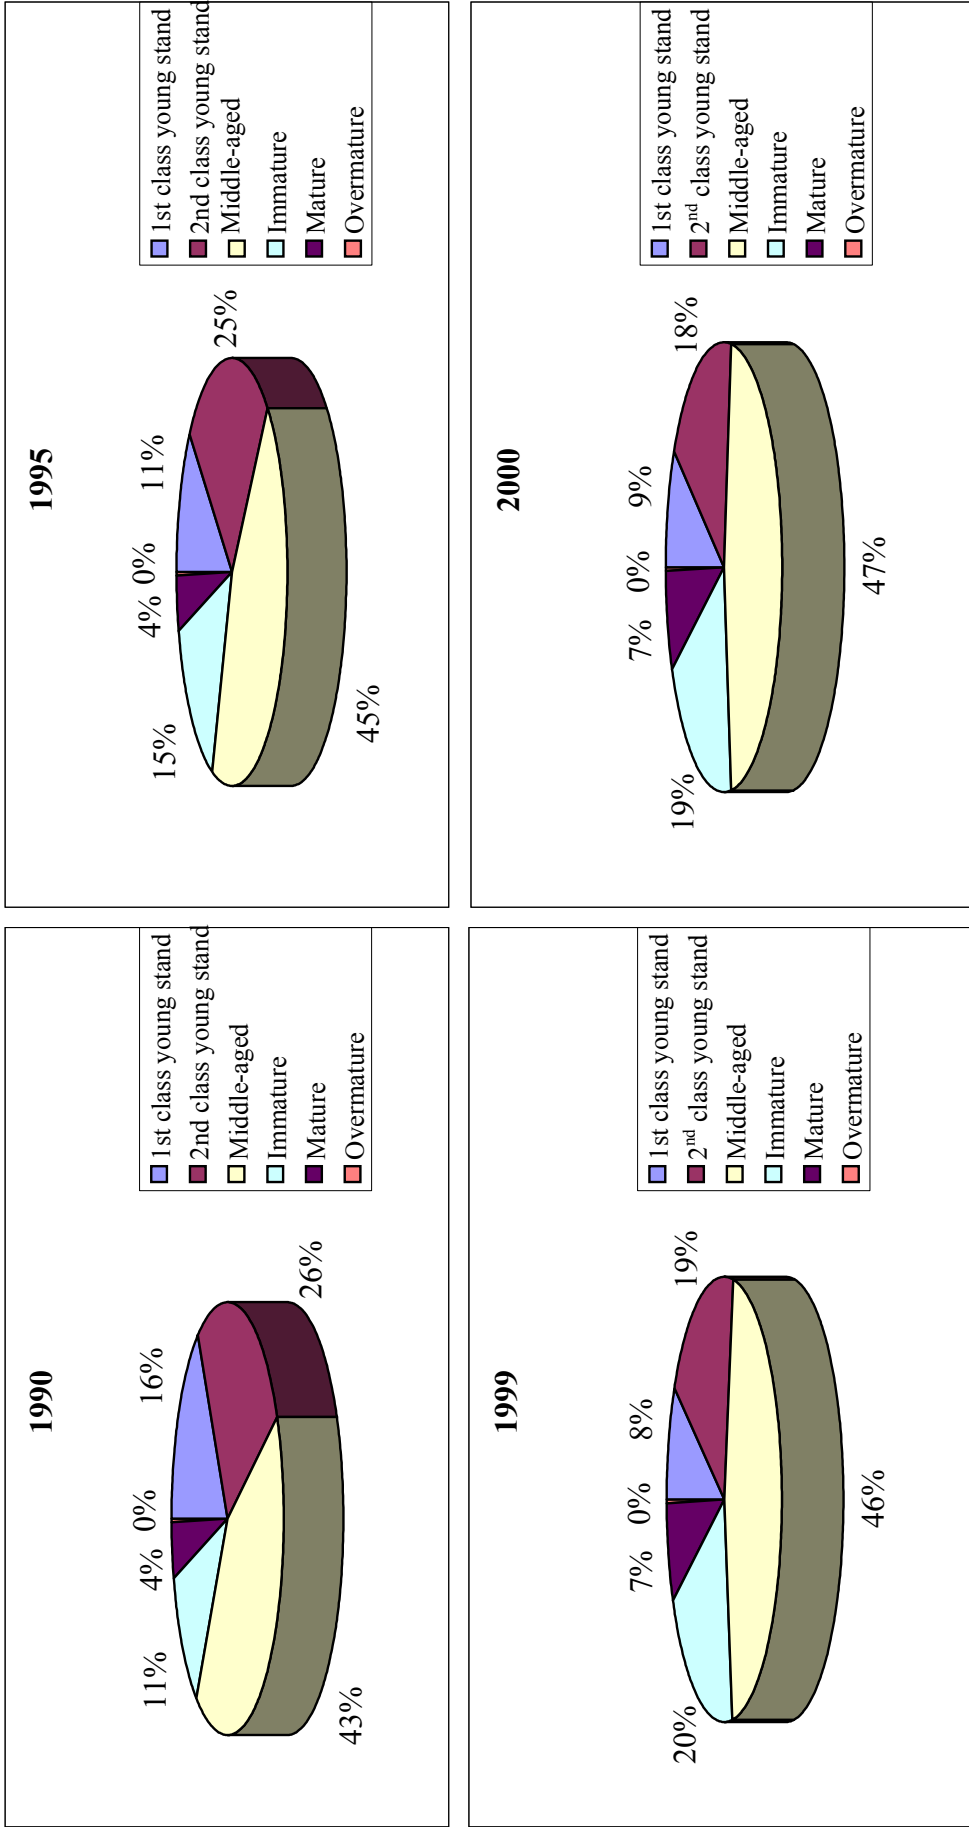 1990
11%
4%
0%
16%
26%
43%
1st class young stand
2nd class young stand
Middle-aged
Immature
Mature
Overmature
1995
15%
4%
0%
11%
25%
45%
1st class young stand
2nd class young stand
Middle-aged
Immature
Mature
Overmature
1999
20%
7%
0%
8%
19%
46%
1st class young stand
2nd class young stand
Middle-aged
Immature
Mature
Overmature
2000
19%
7%
0%
9%
18%
47%
1st class young stand
2nd class young stand
Middle-aged
Immature
Mature
Overmature